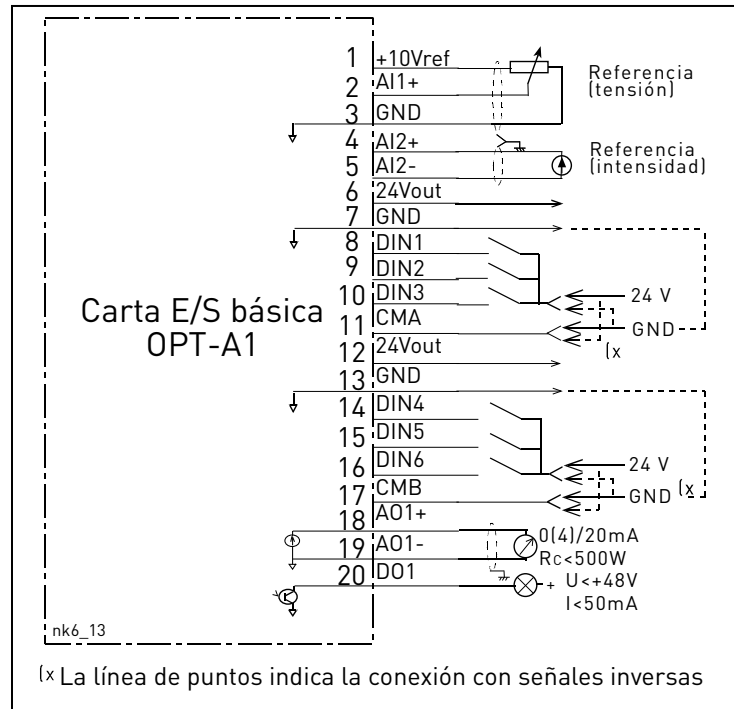 1 +10Vref
2 AI1+
3 GND
4 AI2+
5 AI2-
6 24Vout
7 GND
8 DIN1
9 DIN2
10 DIN3
11 CMA
12 24Vout
13 GND
14 DIN4
15 DIN5
16 DIN6
17 CMB
18 AO1+
19 AO1-
20 DO1
Carta E/S básica
OPT-A1
Referencia
(tensión)
Referencia
(intensidad)
24 V
GND
(x
24 V
GND (x
0(4)/20mA
RC<500W
+ U<+48V
I<50mA
nk6_13
(x La línea de puntos indica la conexión con señales inversas